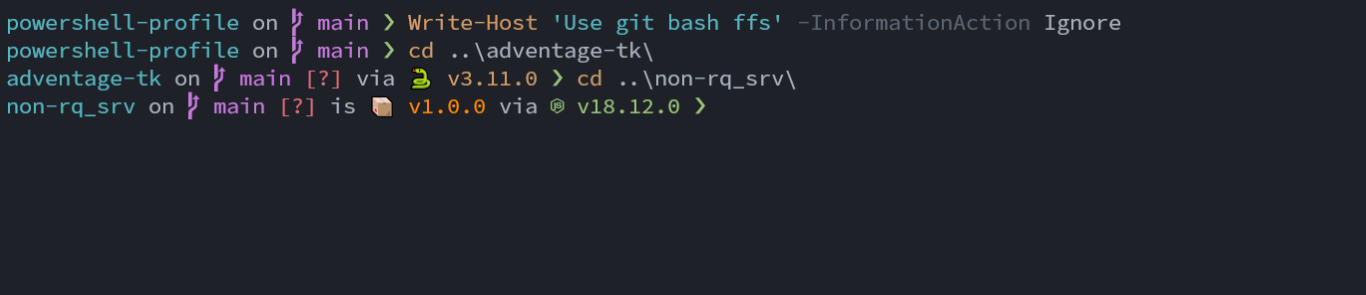 powershell-profile on main ❯ Write-Host 'Use git bash ffs' -InformationAction Ignore
powershell-profile on main ❯ cd ..\adventage-tk\
adventage-tk on main [?] via 🐍 v3.11.0 ❯ cd ..\non-rq_srv\
non-rq_srv on main [?] is 📦 v1.0.0 via v18.12.0 ❯